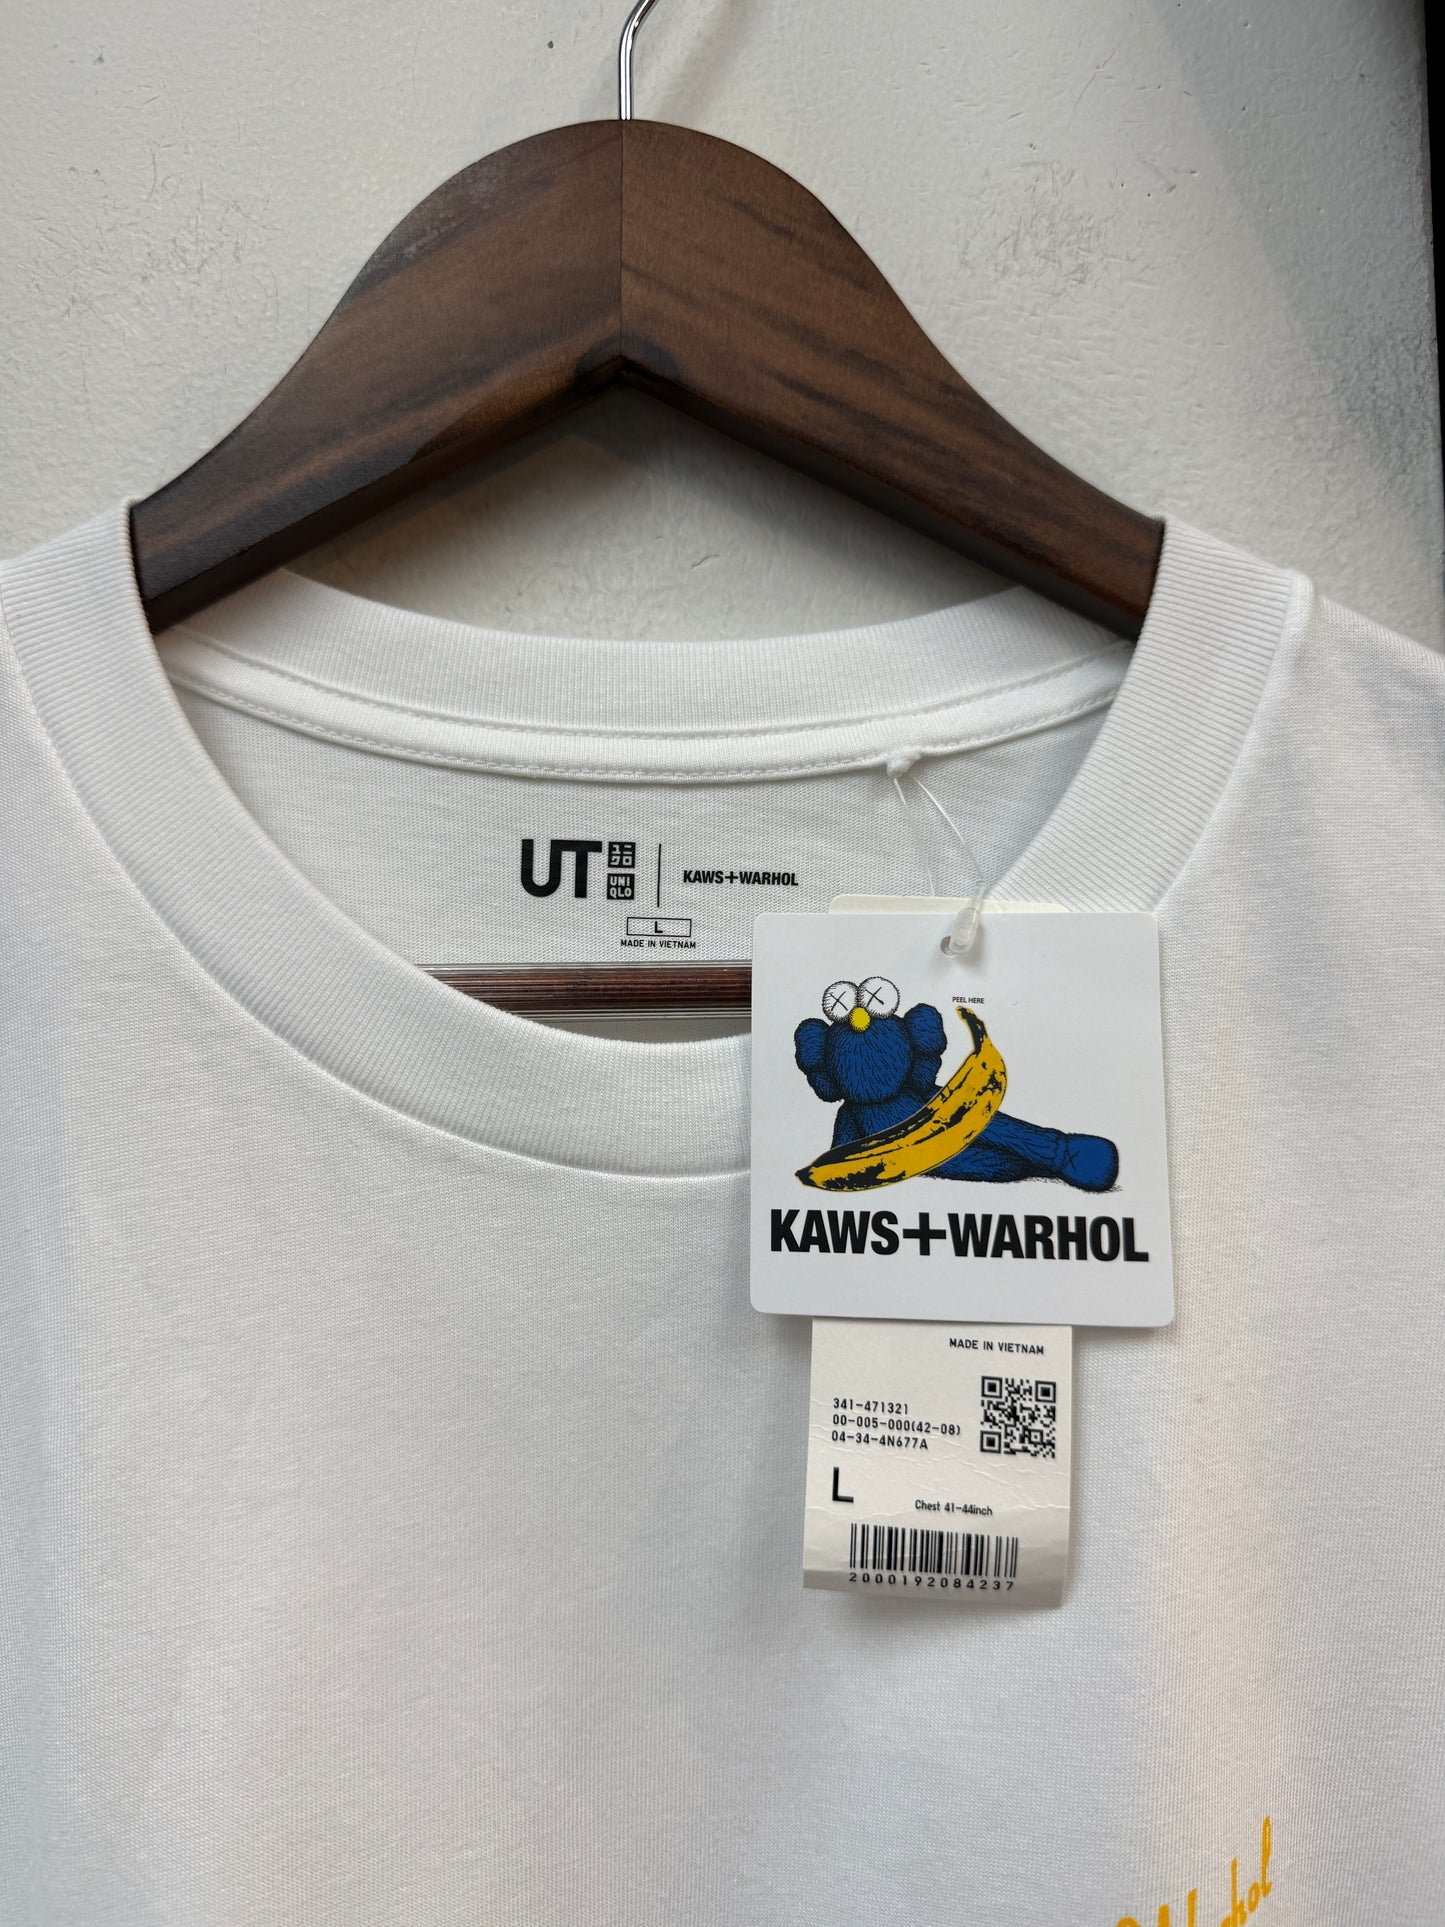 UT ユニクロ UNIQLO KAWS+WARHOL
L
MADE IN VIETNAM
PEEL HERE
KAWS+WARHOL
MADE IN VIETNAM
341-471321
00-005-000(42-08)
04-34-4N677A
L
Chest 41-44inch
2000192084237